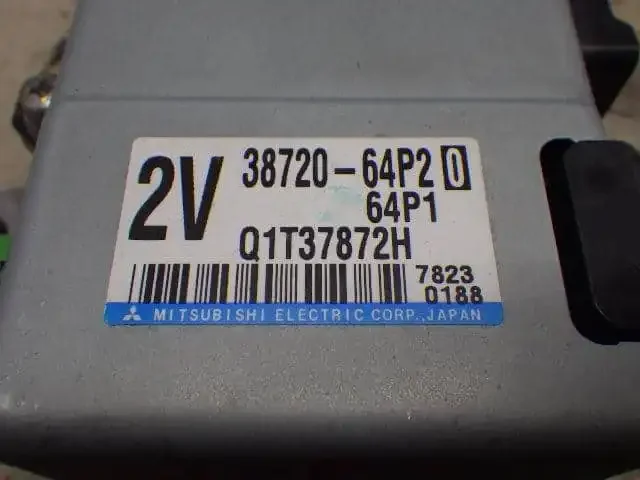 2V
38720-64P2 0
64P1
Q1T37872H
7823
0188
MITSUBISHI ELECTRIC CORP.,JAPAN